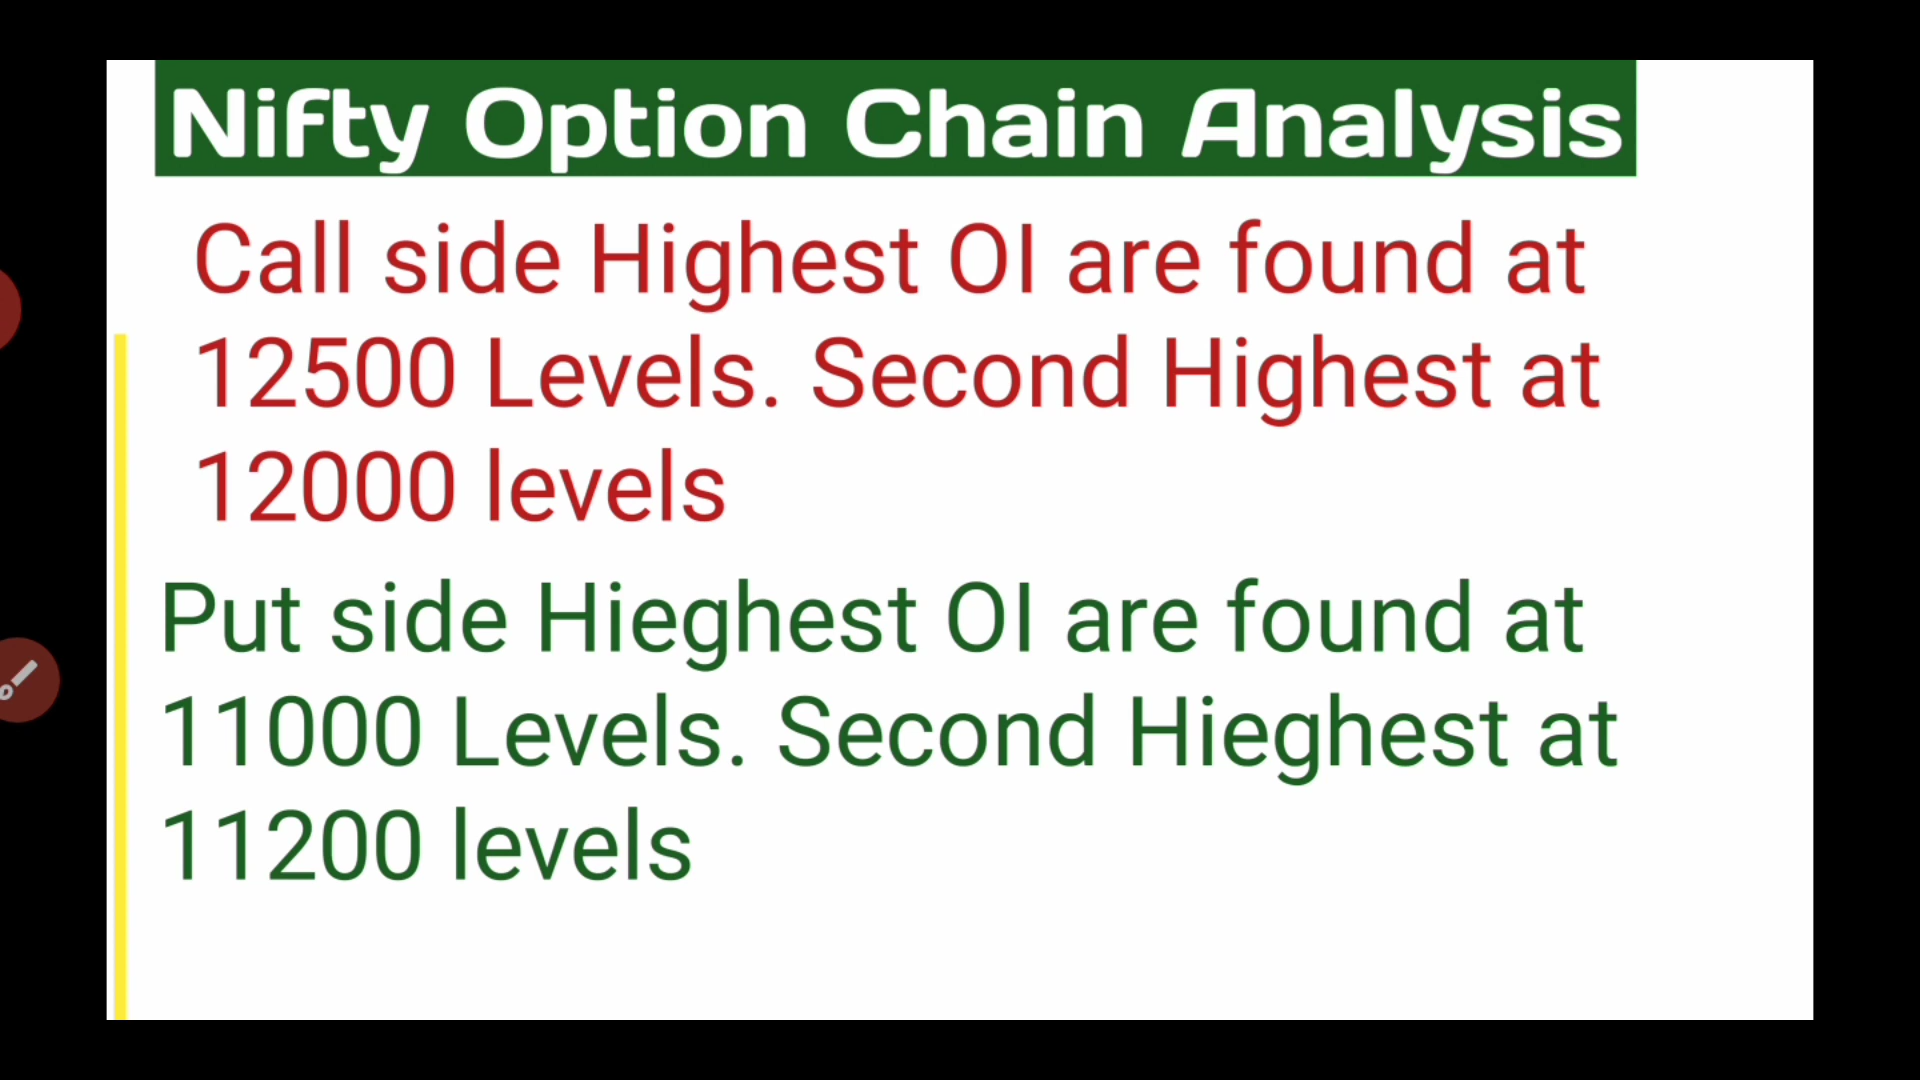 Nifty Option Chain Analysis
Call side Highest OI are found at
12500 Levels. Second Highest at
12000 levels
Put side Hieghest OI are found at
11000 Levels. Second Hieghest at
11200 levels